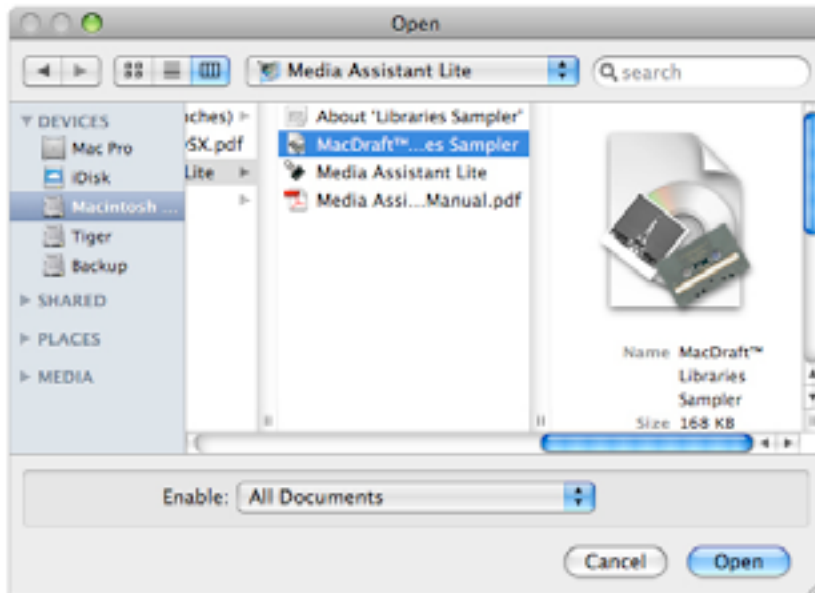 Open
Media Assistant Lite
search
DEVICES
Mac Pro
iDisk
Macintosh ...
Tiger
Backup
SHARED
PLACES
MEDIA
iches)
SX.pdf
Lite
About 'Libraries Sampler'
MacDraft™...es Sampler
Media Assistant Lite
Media Assi...Manual.pdf
Name MacDraft™
Libraries
Sampler
Size 168 KB
Enable: All Documents
Cancel Open